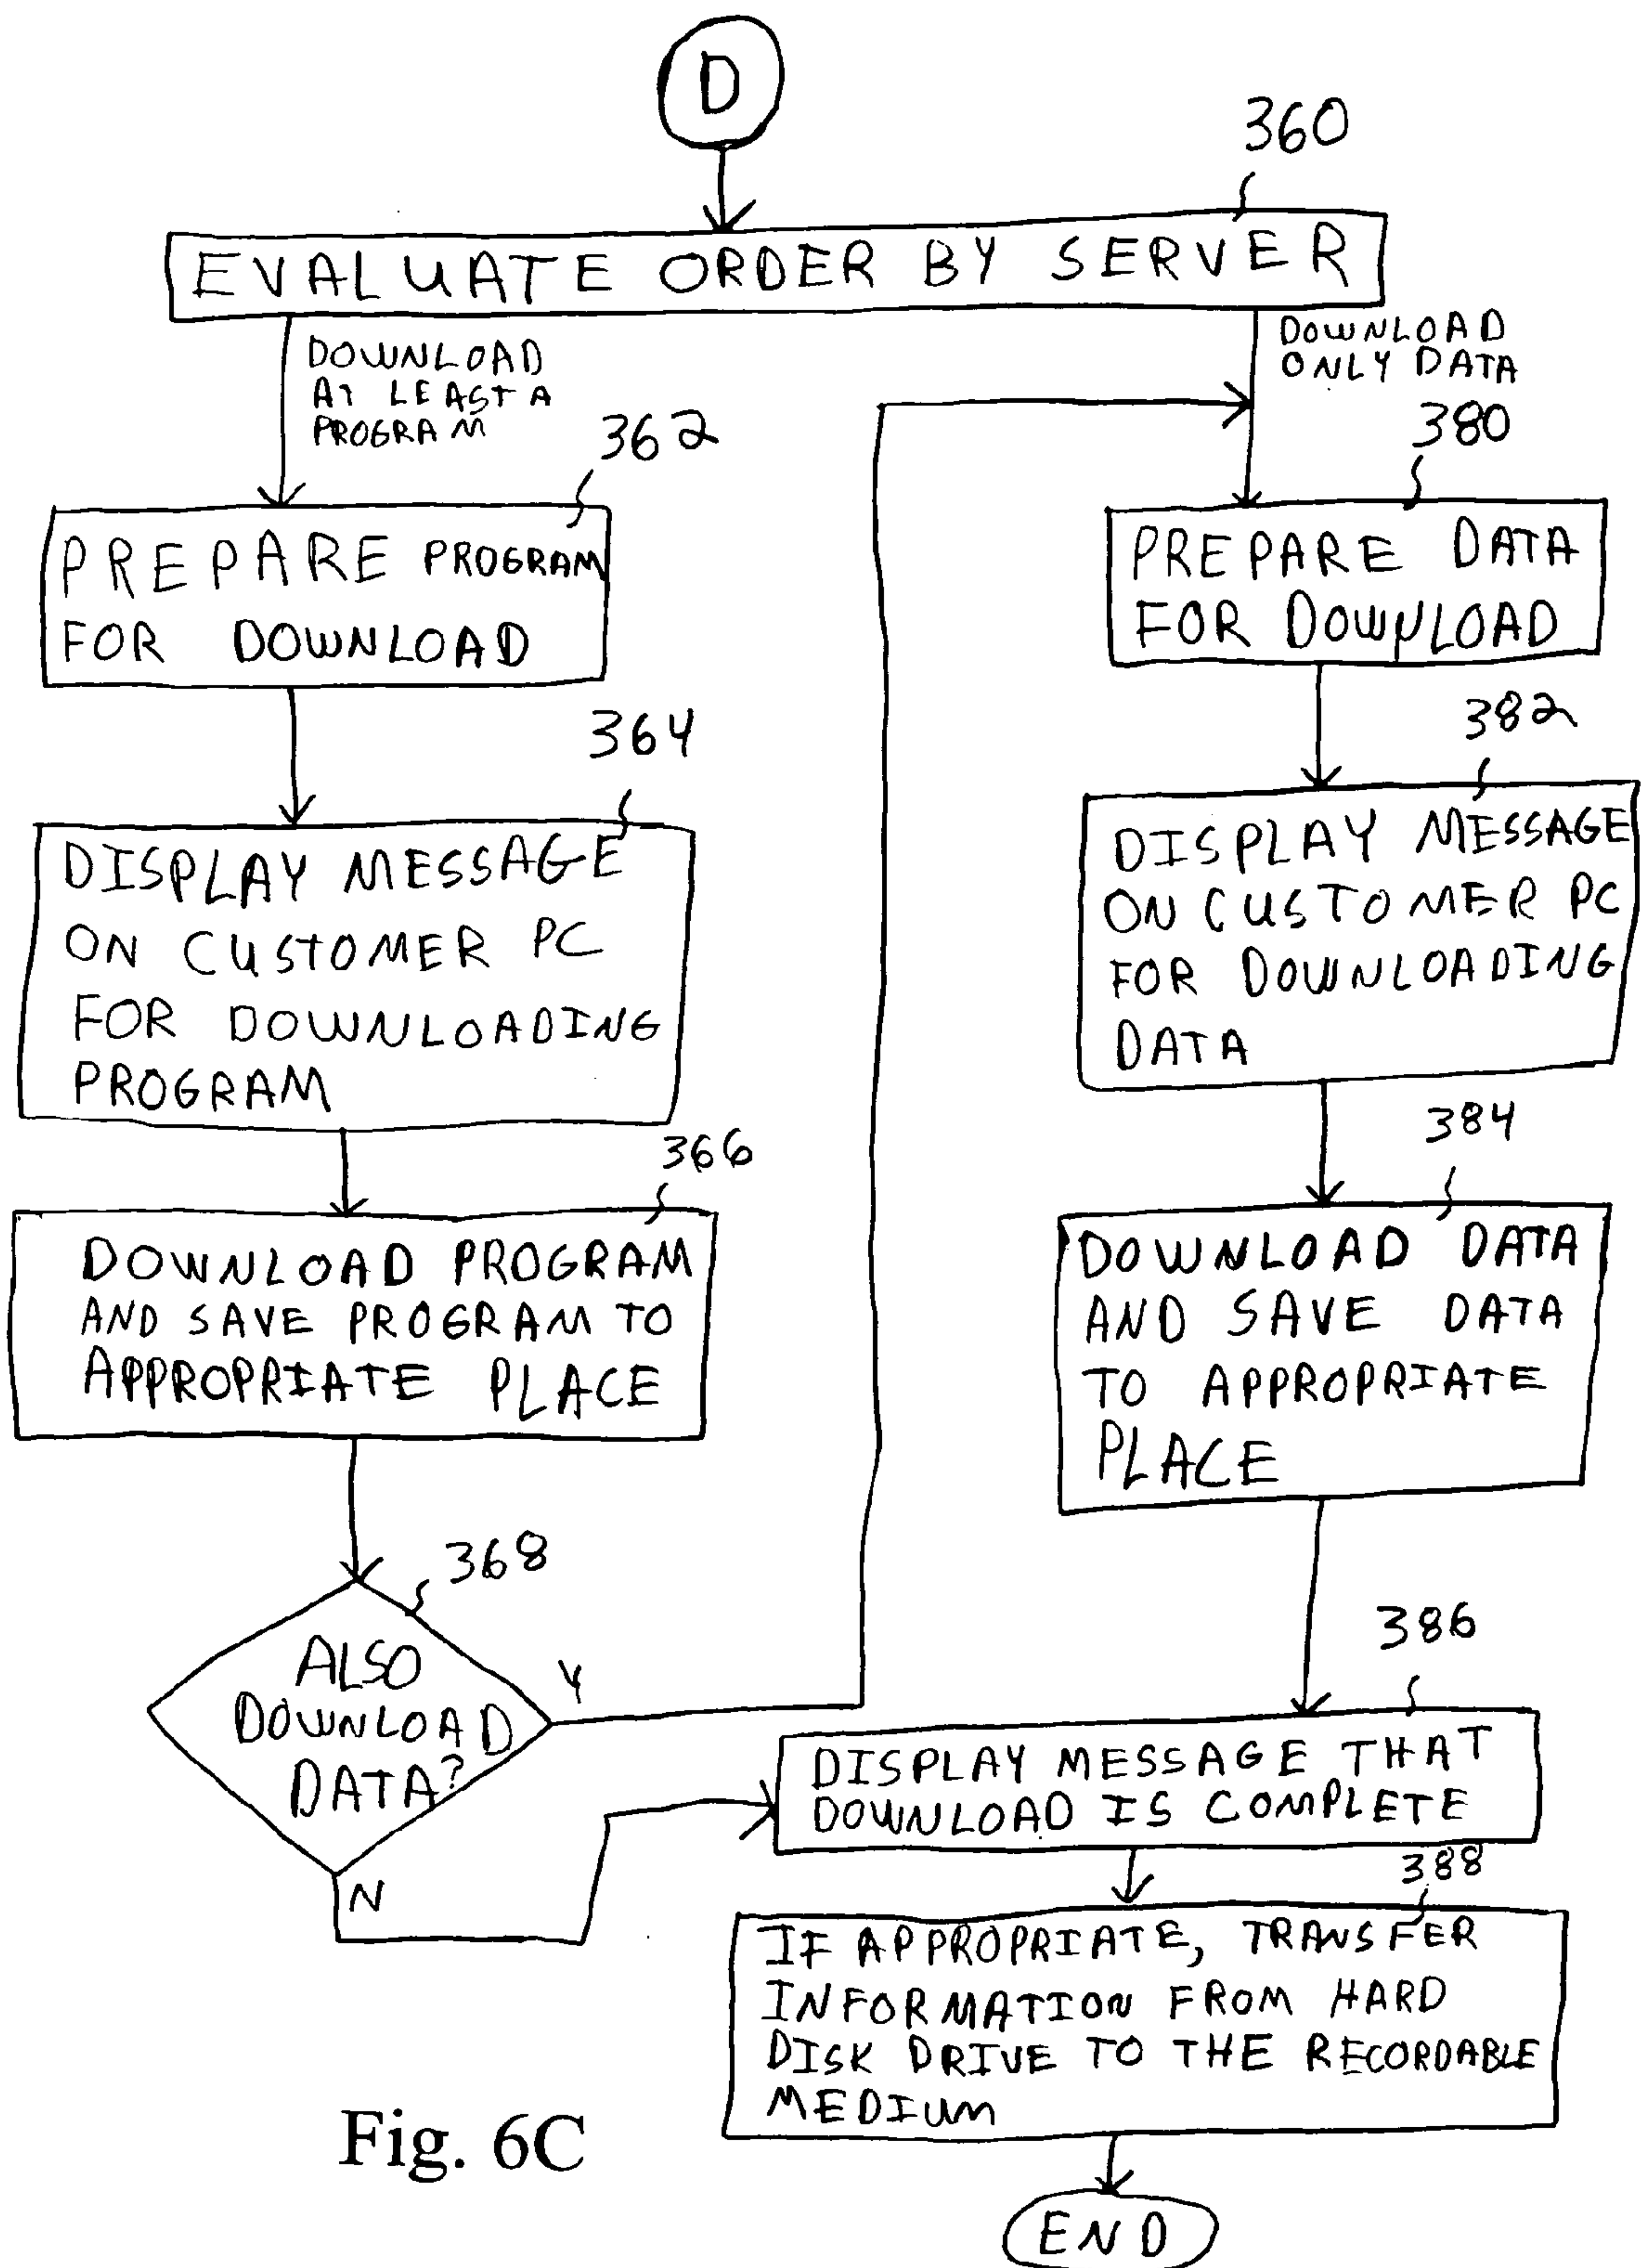 D
360
EVALUATE ORDER BY SERVER
DOWNLOAD
AT LEAST A
PROGRAM
DOWNLOAD
ONLY DATA
362
PREPARE PROGRAM
FOR DOWNLOAD
364
DISPLAY MESSAGE
ON CUSTOMER PC
FOR DOWNLOADING
PROGRAM
366
DOWNLOAD PROGRAM
AND SAVE PROGRAM TO
APPROPRIATE PLACE
368
ALSO
DOWNLOAD
DATA?
Y
N
380
PREPARE DATA
FOR DOWNLOAD
382
DISPLAY MESSAGE
ON CUSTOMER PC
FOR DOWNLOADING
DATA
384
DOWNLOAD DATA
AND SAVE DATA
TO APPROPRIATE
PLACE
386
DISPLAY MESSAGE THAT
DOWNLOAD IS COMPLETE
388
IF APPROPRIATE, TRANSFER
INFORMATION FROM HARD
DISK DRIVE TO THE RECORDABLE
MEDIUM
END
Fig. 6C